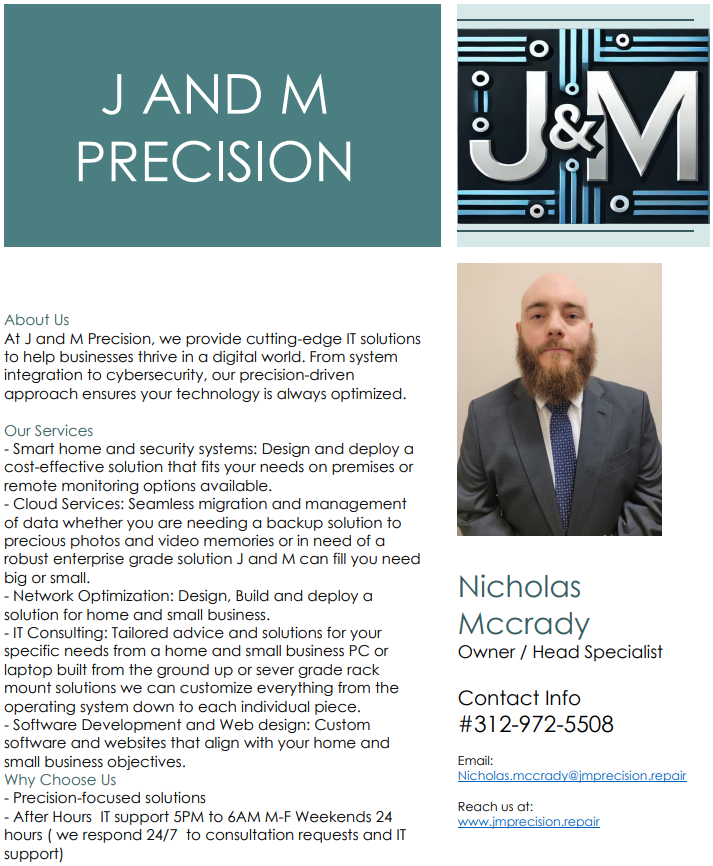 J AND M
PRECISION
J&M
About Us
At J and M Precision, we provide cutting-edge IT solutions
to help businesses thrive in a digital world. From system
integration to cybersecurity, our precision-driven
approach ensures your technology is always optimized.
Our Services
- Smart home and security systems: Design and deploy a
cost-effective solution that fits your needs on premises or
remote monitoring options available.
- Cloud Services: Seamless migration and management
of data whether you are needing a backup solution to
precious photos and video memories or in need of a
robust enterprise grade solution J and M can fill you need
big or small.
- Network Optimization: Design, Build and deploy a
solution for home and small business.
- IT Consulting: Tailored advice and solutions for your
specific needs from a home and small business PC or
laptop built from the ground up or sever grade rack
mount solutions we can customize everything from the
operating system down to each individual piece.
- Software Development and Web design: Custom
software and websites that align with your home and
small business objectives.
Why Choose Us
- Precision-focused solutions
- After Hours  IT support 5PM to 6AM M-F Weekends 24
hours ( we respond 24/7  to consultation requests and IT
support)
Nicholas
Mccrady
Owner / Head Specialist
Contact Info
#312-972-5508
Email:
Nicholas.mccrady@jmprecision.repair
Reach us at:
www.jmprecision.repair